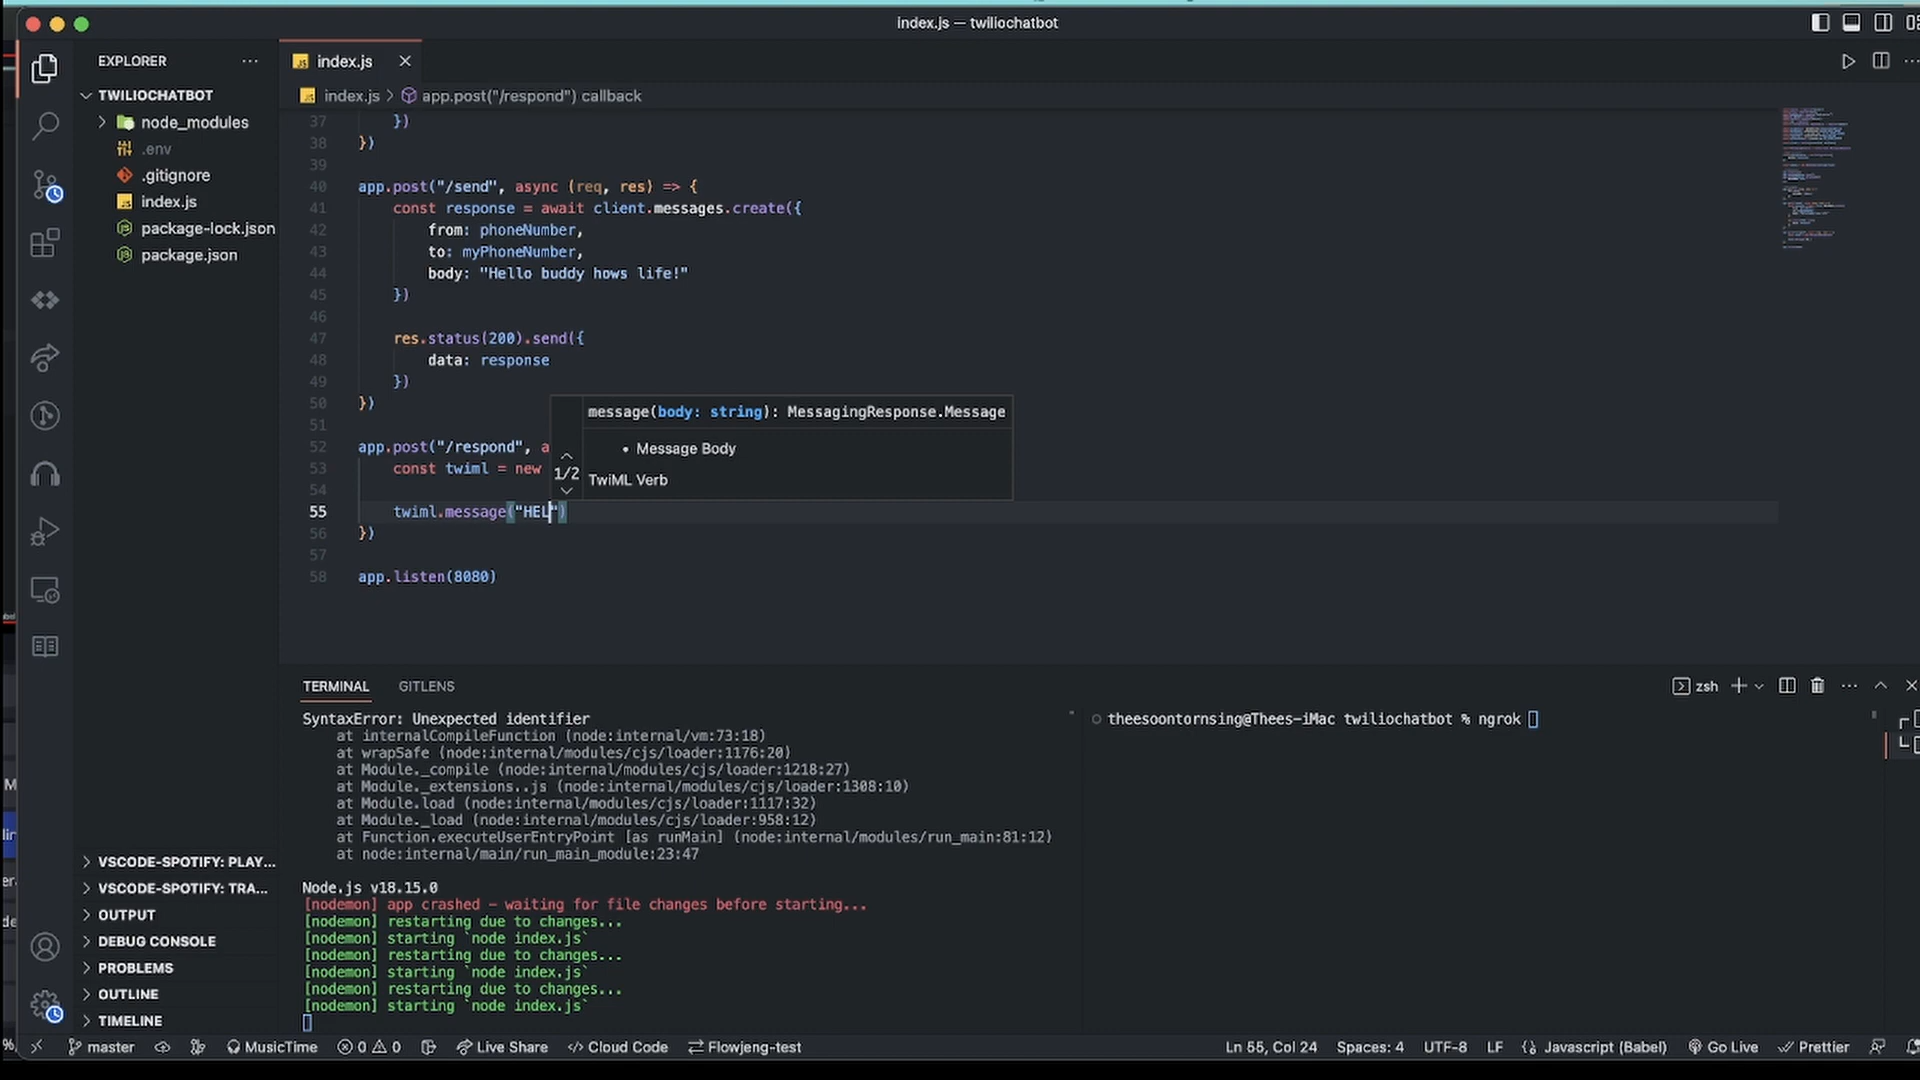 index.js — twiliochatbot
EXPLORER
TWILIOCHATBOT
node_modules
.env
.gitignore
index.js
package-lock.json
package.json
index.js
index.js > app.post("/respond") callback
37 })
38 })
39
40 app.post("/send", async (req, res) => {
41 const response = await client.messages.create({
42 from: phoneNumber,
43 to: myPhoneNumber,
44 body: "Hello buddy hows life!"
45 })
46
47 res.status(200).send({
48 data: response
49 })
50 })
51
52 app.post("/respond", a
53 const twiml = new
54
55 twiml.message("HEL")
56 })
57
58 app.listen(8080)
message(body: string): MessagingResponse.Message
• Message Body
1/2
TwiML Verb
VSCODE-SPOTIFY: PLAY...
VSCODE-SPOTIFY: TRA...
OUTPUT
DEBUG CONSOLE
PROBLEMS
OUTLINE
TIMELINE
TERMINAL
GITLENS
zsh
SyntaxError: Unexpected identifier
at internalCompileFunction (node:internal/vm:73:18)
at wrapSafe (node:internal/modules/cjs/loader:1176:20)
at Module._compile (node:internal/modules/cjs/loader:1218:27)
at Module._extensions..js (node:internal/modules/cjs/loader:1308:10)
at Module.load (node:internal/modules/cjs/loader:1117:32)
at Module._load (node:internal/modules/cjs/loader:958:12)
at Function.executeUserEntryPoint [as runMain] (node:internal/modules/run_main:81:12)
at node:internal/main/run_main_module:23:47
Node.js v18.15.0
[nodemon] app crashed - waiting for file changes before starting...
[nodemon] restarting due to changes...
[nodemon] starting `node index.js`
[nodemon] restarting due to changes...
[nodemon] starting `node index.js`
[nodemon] restarting due to changes...
[nodemon] starting `node index.js`
theesoontornsing@Thees-iMac twiliochatbot % ngrok
master
MusicTime
0
0
Live Share
Cloud Code
Flowjeng-test
Ln 55, Col 24
Spaces: 4
UTF-8
LF
Javascript (Babel)
Go Live
Prettier